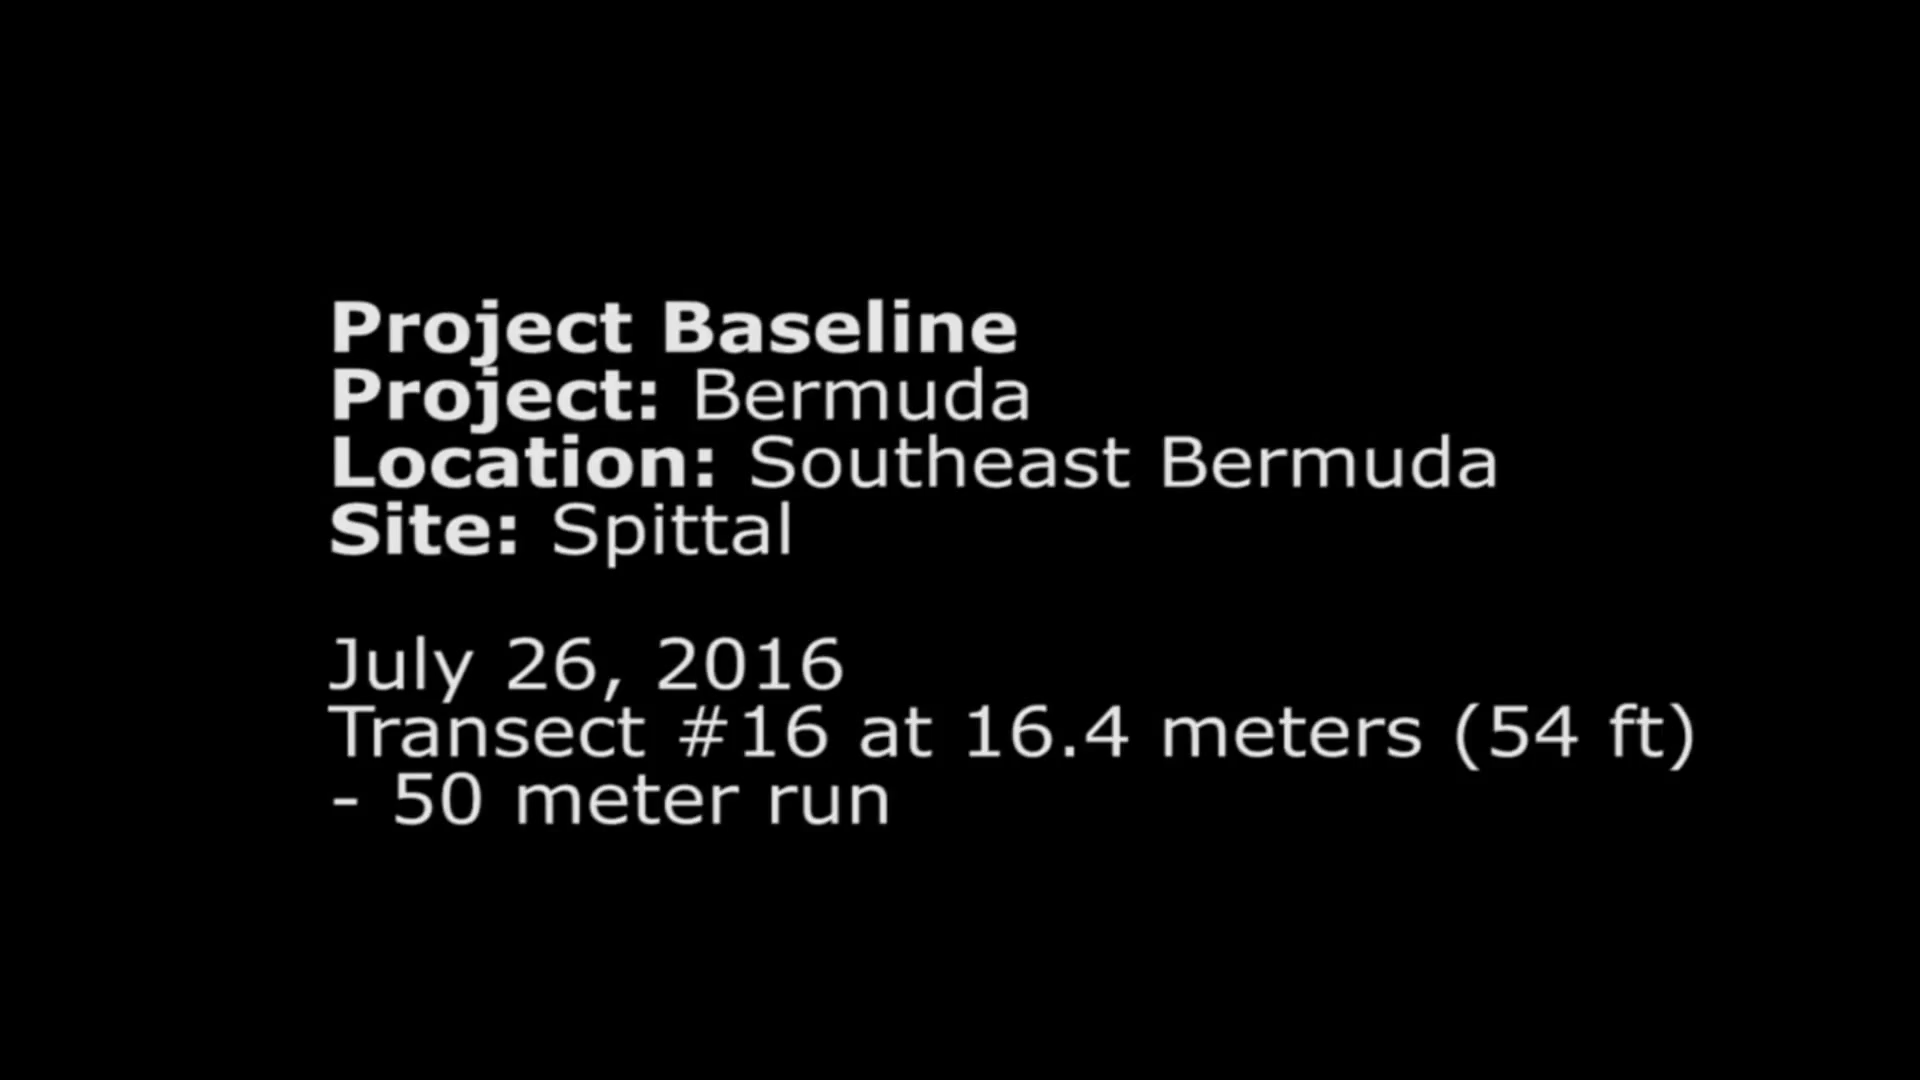 Project Baseline
Project: Bermuda
Location: Southeast Bermuda
Site: Spittal
July 26, 2016
Transect #16 at 16.4 meters (54 ft)
- 50 meter run